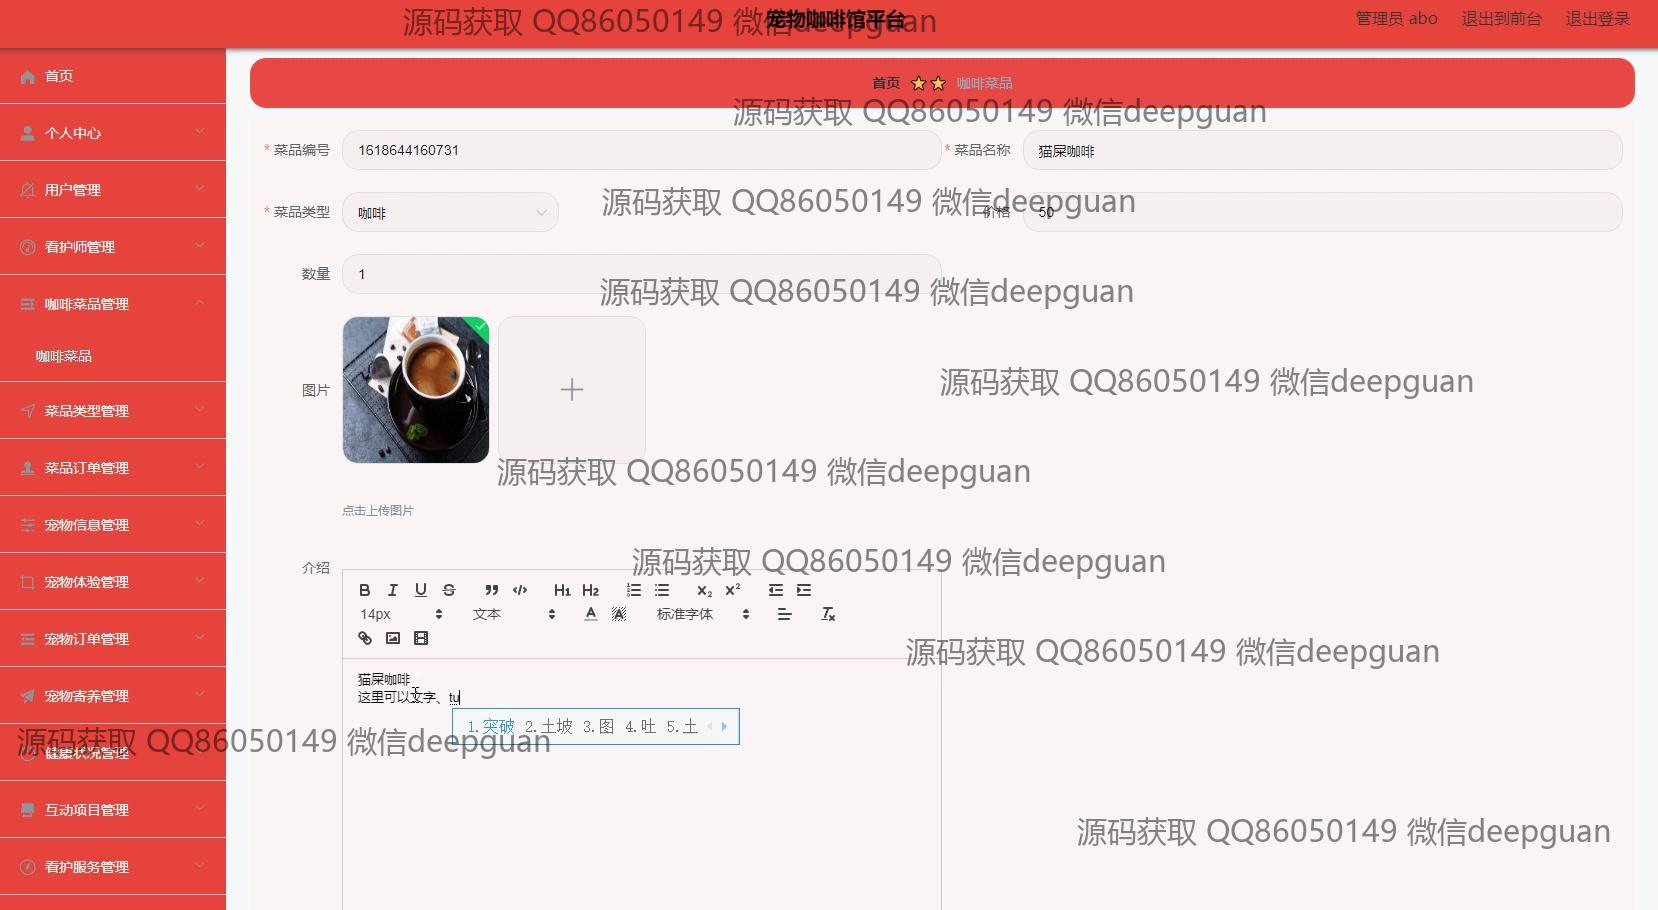 宠物咖啡馆平台
管理员 abo 退出到前台 退出登录
源码获取 QQ86050149 微信deepguan
首页
个人中心
用户管理
看护师管理
咖啡菜品管理
咖啡菜品
菜品类型管理
菜品订单管理
宠物信息管理
宠物体验管理
宠物订单管理
宠物寄养管理
健康状况管理
互动项目管理
看护服务管理
首页 咖啡菜品
源码获取 QQ86050149 微信deepguan
* 菜品编号 1618644160731 * 菜品名称 猫屎咖啡
源码获取 QQ86050149 微信deepguan
* 菜品类型 咖啡 价格 50
数量 1
源码获取 QQ86050149 微信deepguan
源码获取 QQ86050149 微信deepguan
图片
源码获取 QQ86050149 微信deepguan
点击上传图片
源码获取 QQ86050149 微信deepguan
介绍
B I U S H1 H2 X2 X2
14px 文本 A A 标准字体 Tx
源码获取 QQ86050149 微信deepguan
猫屎咖啡
这里可以文字、tu
1.突破 2.土坡 3.图 4.吐 5.土
源码获取 QQ86050149 微信deepguan
源码获取 QQ86050149 微信deepguan